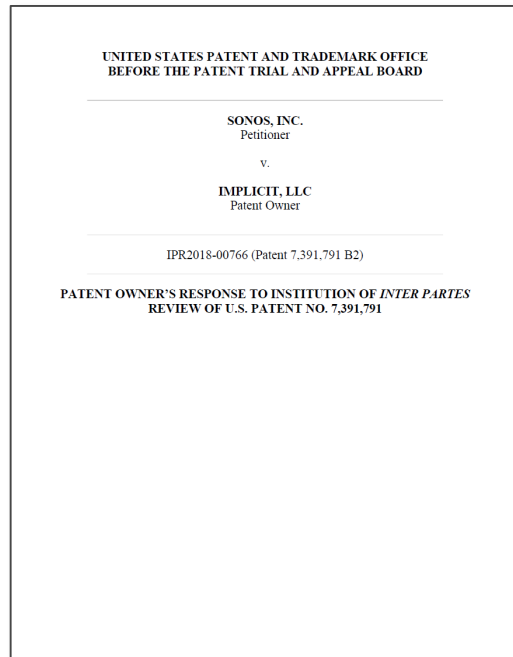 UNITED STATES PATENT AND TRADEMARK OFFICE
BEFORE THE PATENT TRIAL AND APPEAL BOARD
SONOS, INC.
Petitioner
v.
IMPLICIT, LLC
Patent Owner
IPR2018-00766 (Patent 7,391,791 B2)
PATENT OWNER'S RESPONSE TO INSTITUTION OF INTER PARTES
REVIEW OF U.S. PATENT NO. 7,391,791